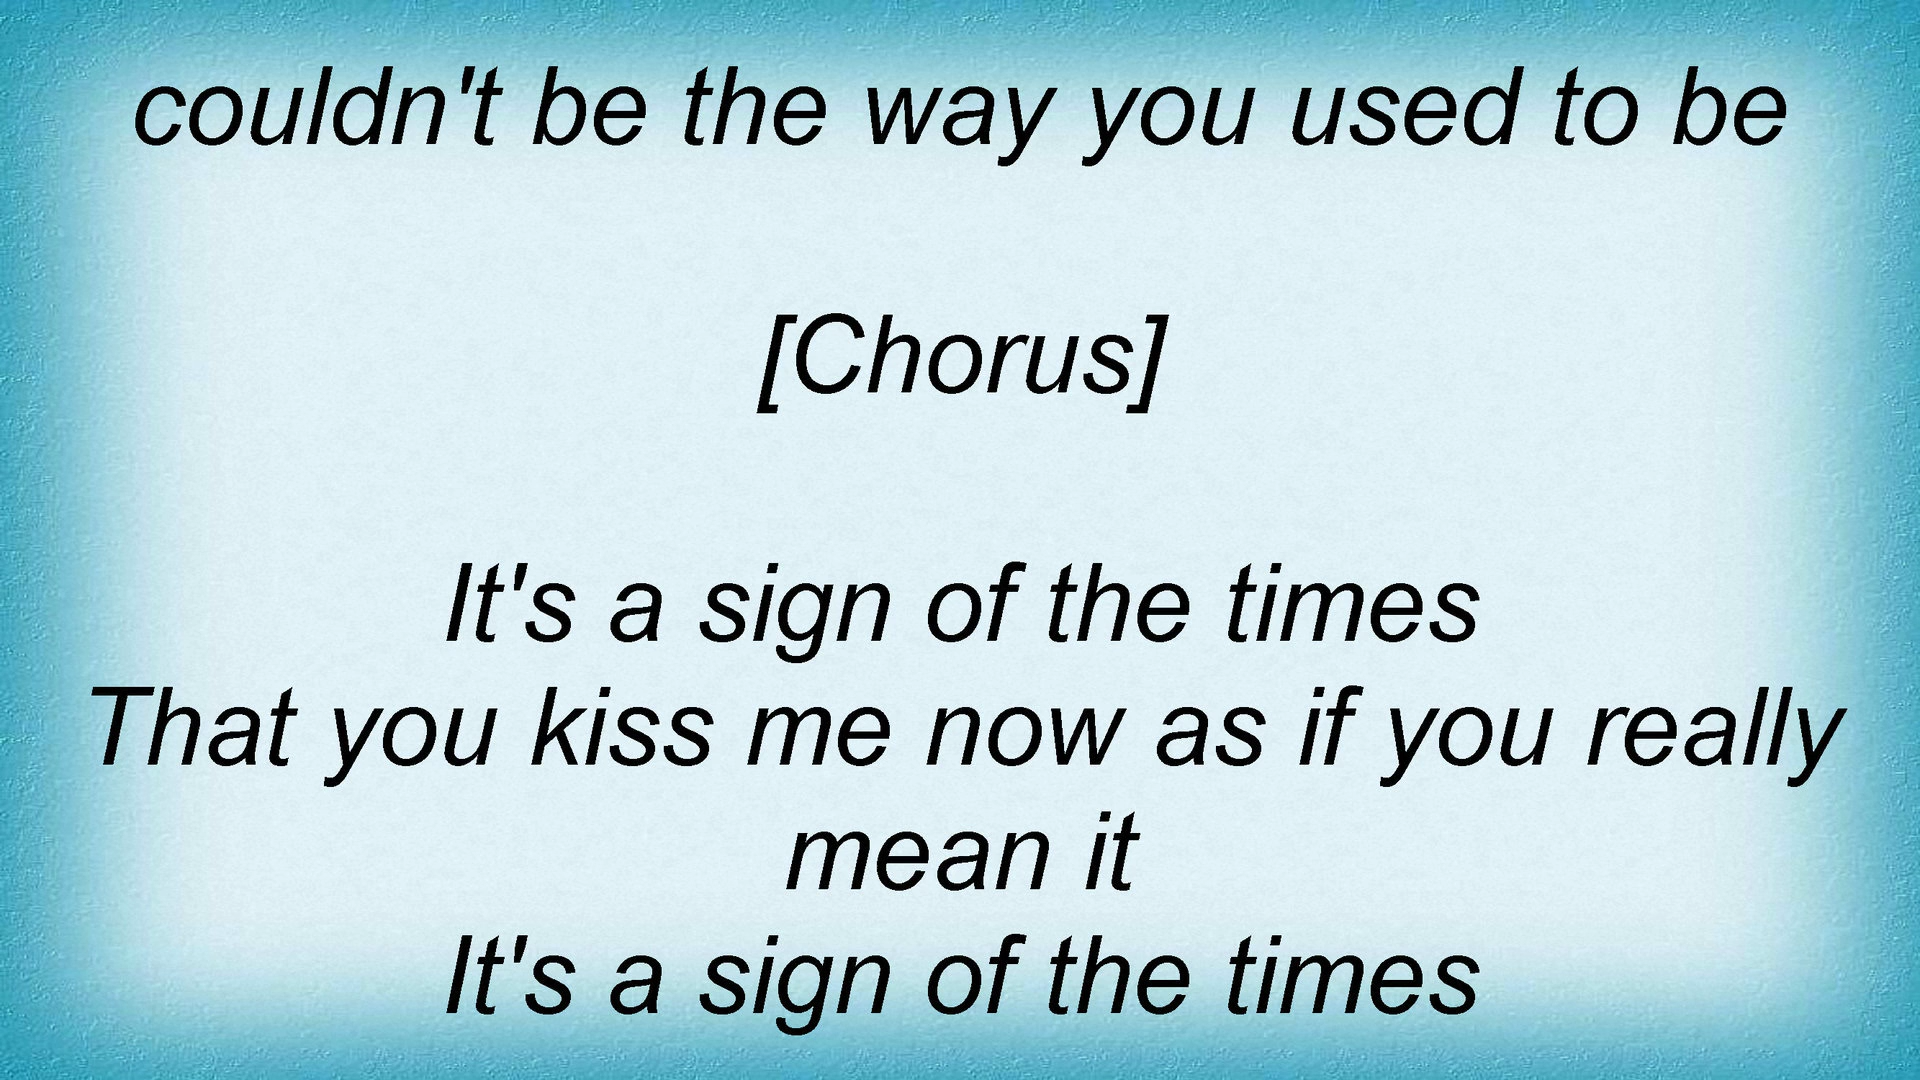 couldn't be the way you used to be
[Chorus]
It's a sign of the times
That you kiss me now as if you really
mean it
It's a sign of the times